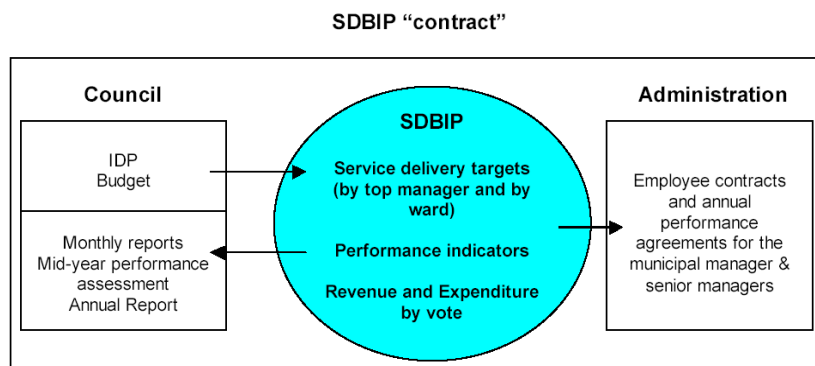 SDBIP “contract”
Council
IDP
Budget
Monthly reports
Mid-year performance
assessment
Annual Report
SDBIP
Service delivery targets
(by top manager and by
ward)
Performance indicators
Revenue and Expenditure
by vote
Administration
Employee contracts
and annual
performance
agreements for the
municipal manager &
senior managers